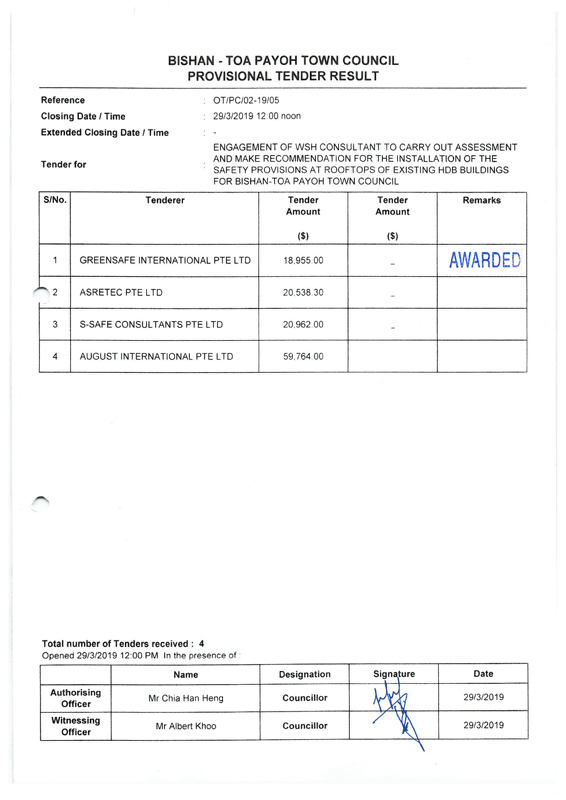 BISHAN - TOA PAYOH TOWN COUNCIL
PROVISIONAL TENDER RESULT
Reference : OT/PC/02-19/05
Closing Date / Time : 29/3/2019 12:00 noon
Extended Closing Date / Time : -
Tender for : ENGAGEMENT OF WSH CONSULTANT TO CARRY OUT ASSESSMENT
AND MAKE RECOMMENDATION FOR THE INSTALLATION OF THE
SAFETY PROVISIONS AT ROOFTOPS OF EXISTING HDB BUILDINGS
FOR BISHAN-TOA PAYOH TOWN COUNCIL
S/No. Tenderer Tender Amount ($) Tender Amount ($) Remarks
1 GREENSAFE INTERNATIONAL PTE LTD 18,955.00 - AWARDED
2 ASRETEC PTE LTD 20,538.30 -
3 S-SAFE CONSULTANTS PTE LTD 20,962.00 -
4 AUGUST INTERNATIONAL PTE LTD 59,764.00
Total number of Tenders received : 4
Opened 29/3/2019 12:00 PM In the presence of :
Name Designation Signature Date
Authorising Officer Mr Chia Han Heng Councillor 29/3/2019
Witnessing Officer Mr Albert Khoo Councillor 29/3/2019